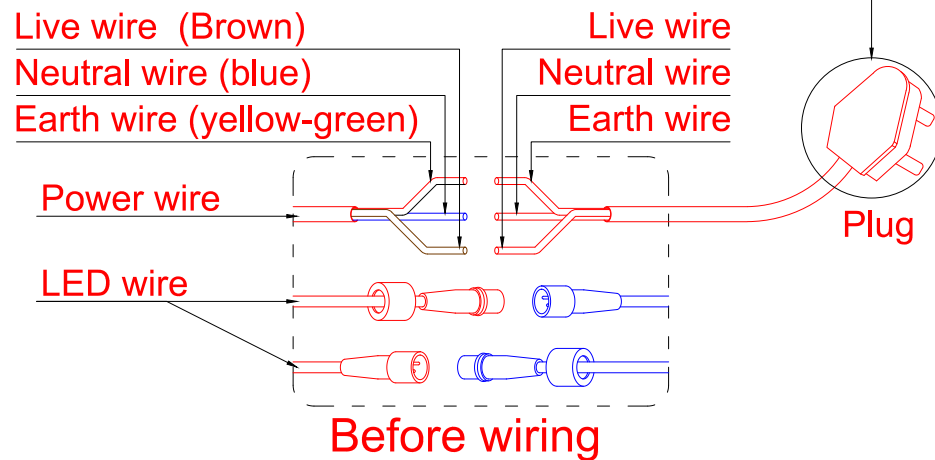 Live wire (Brown)
Neutral wire (blue)
Earth wire (yellow-green)
Live wire
Neutral wire
Earth wire
Power wire
Plug
LED wire
Before wiring